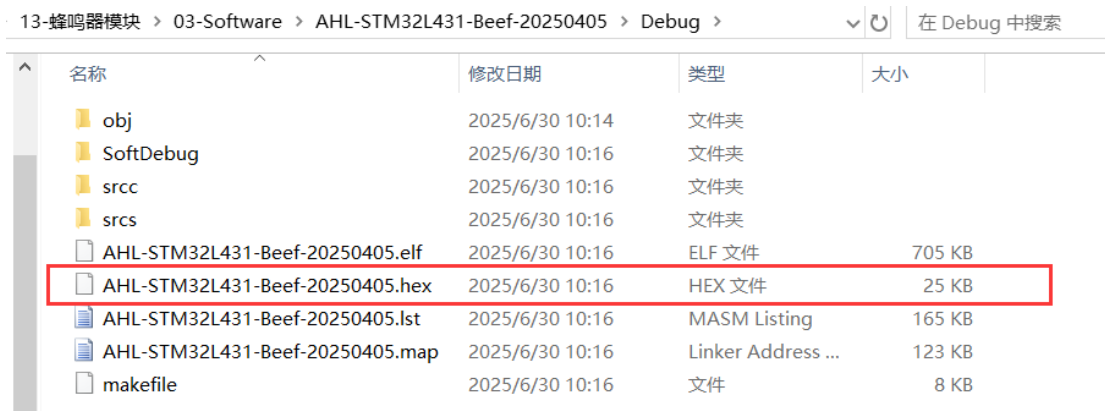 13-蜂鸣器模块 > 03-Software > AHL-STM32L431-Beef-20250405 > Debug > 在 Debug 中搜索
名称 修改日期 类型 大小
obj 2025/6/30 10:14 文件夹
SoftDebug 2025/6/30 10:16 文件夹
srcc 2025/6/30 10:16 文件夹
srcs 2025/6/30 10:16 文件夹
AHL-STM32L431-Beef-20250405.elf 2025/6/30 10:16 ELF 文件 705 KB
AHL-STM32L431-Beef-20250405.hex 2025/6/30 10:16 HEX 文件 25 KB
AHL-STM32L431-Beef-20250405.lst 2025/6/30 10:16 MASM Listing 165 KB
AHL-STM32L431-Beef-20250405.map 2025/6/30 10:16 Linker Address ... 123 KB
makefile 2025/6/30 10:16 文件 8 KB